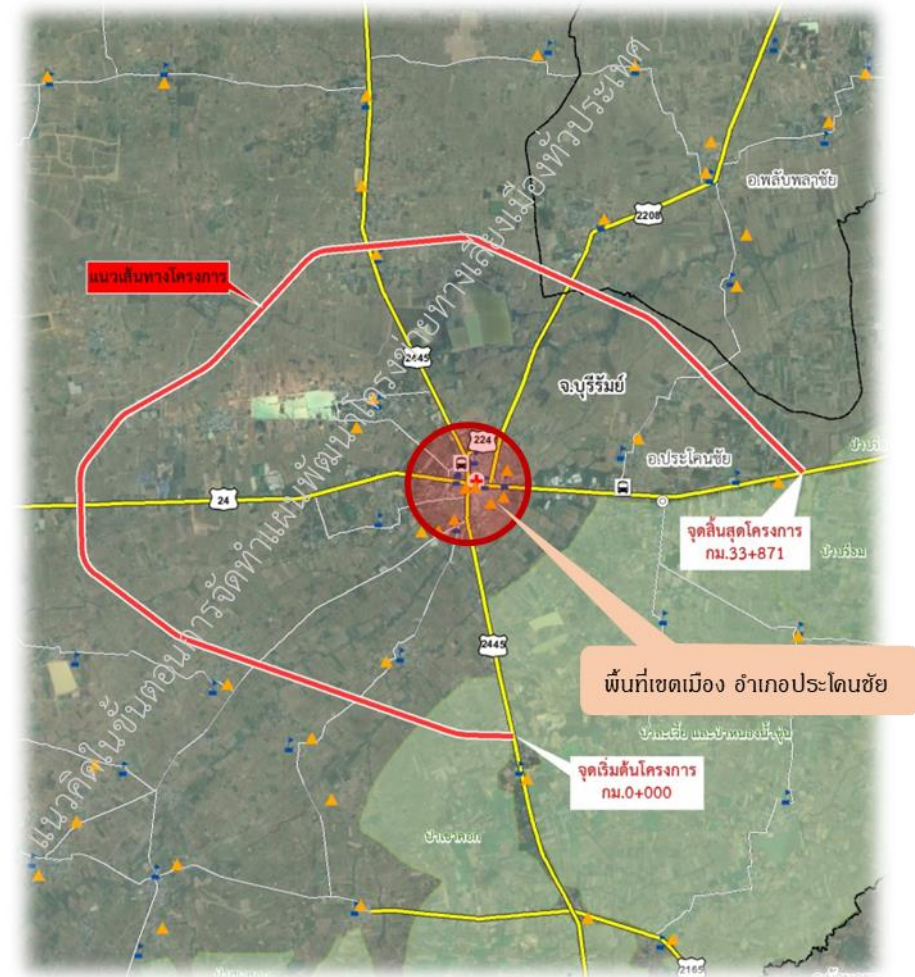 อ.พลับพลาชัย
2208
แนวเส้นทางโครงการ
แนวคิดในขั้นตอนการจัดทำแผนพัฒนาโครงข่ายทางเลี่ยงเมืองทั่วประเทศ
2445
จ.บุรีรัมย์
224
อ.ประโคนชัย
24
จุดสิ้นสุดโครงการ
กม.33+871
2445
พื้นที่เขตเมือง อำเภอประโคนชัย
จุดเริ่มต้นโครงการ
กม.0+000
ป่าเขาคอก
2165